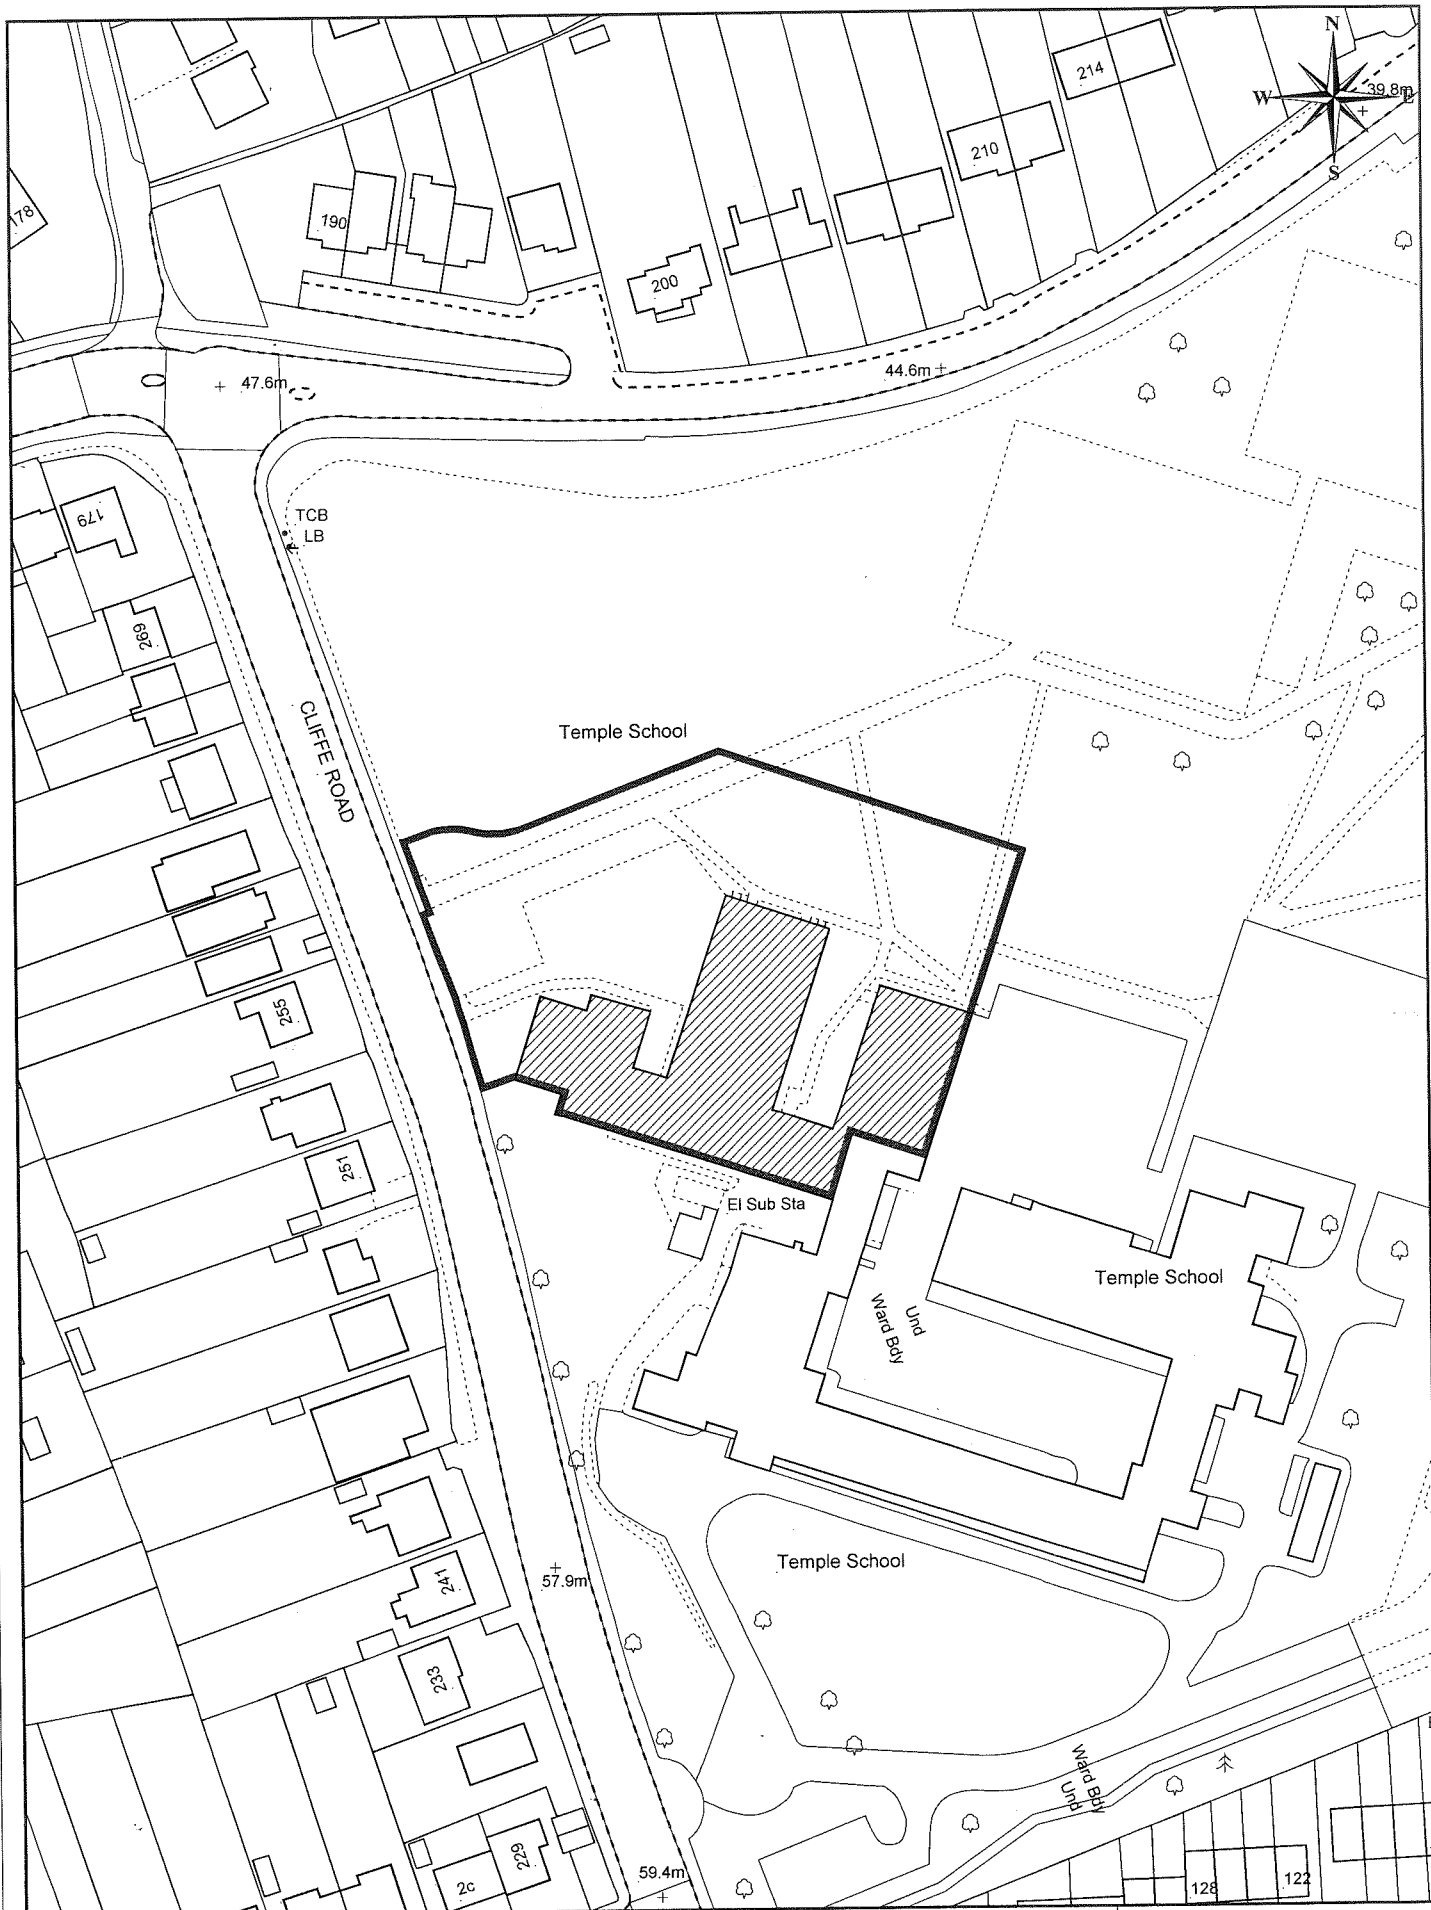 N
214
W
39.8m
E
210
S
178
190
200
44.6m
47.6m
179
TCB
LB
269
CLIFFE ROAD
Temple School
255
251
El Sub Sta
Temple School
Und
Ward Bdy
Temple School
57.9m
241
233
Ward Bdy
Und
229
59.4m
2c
128
122